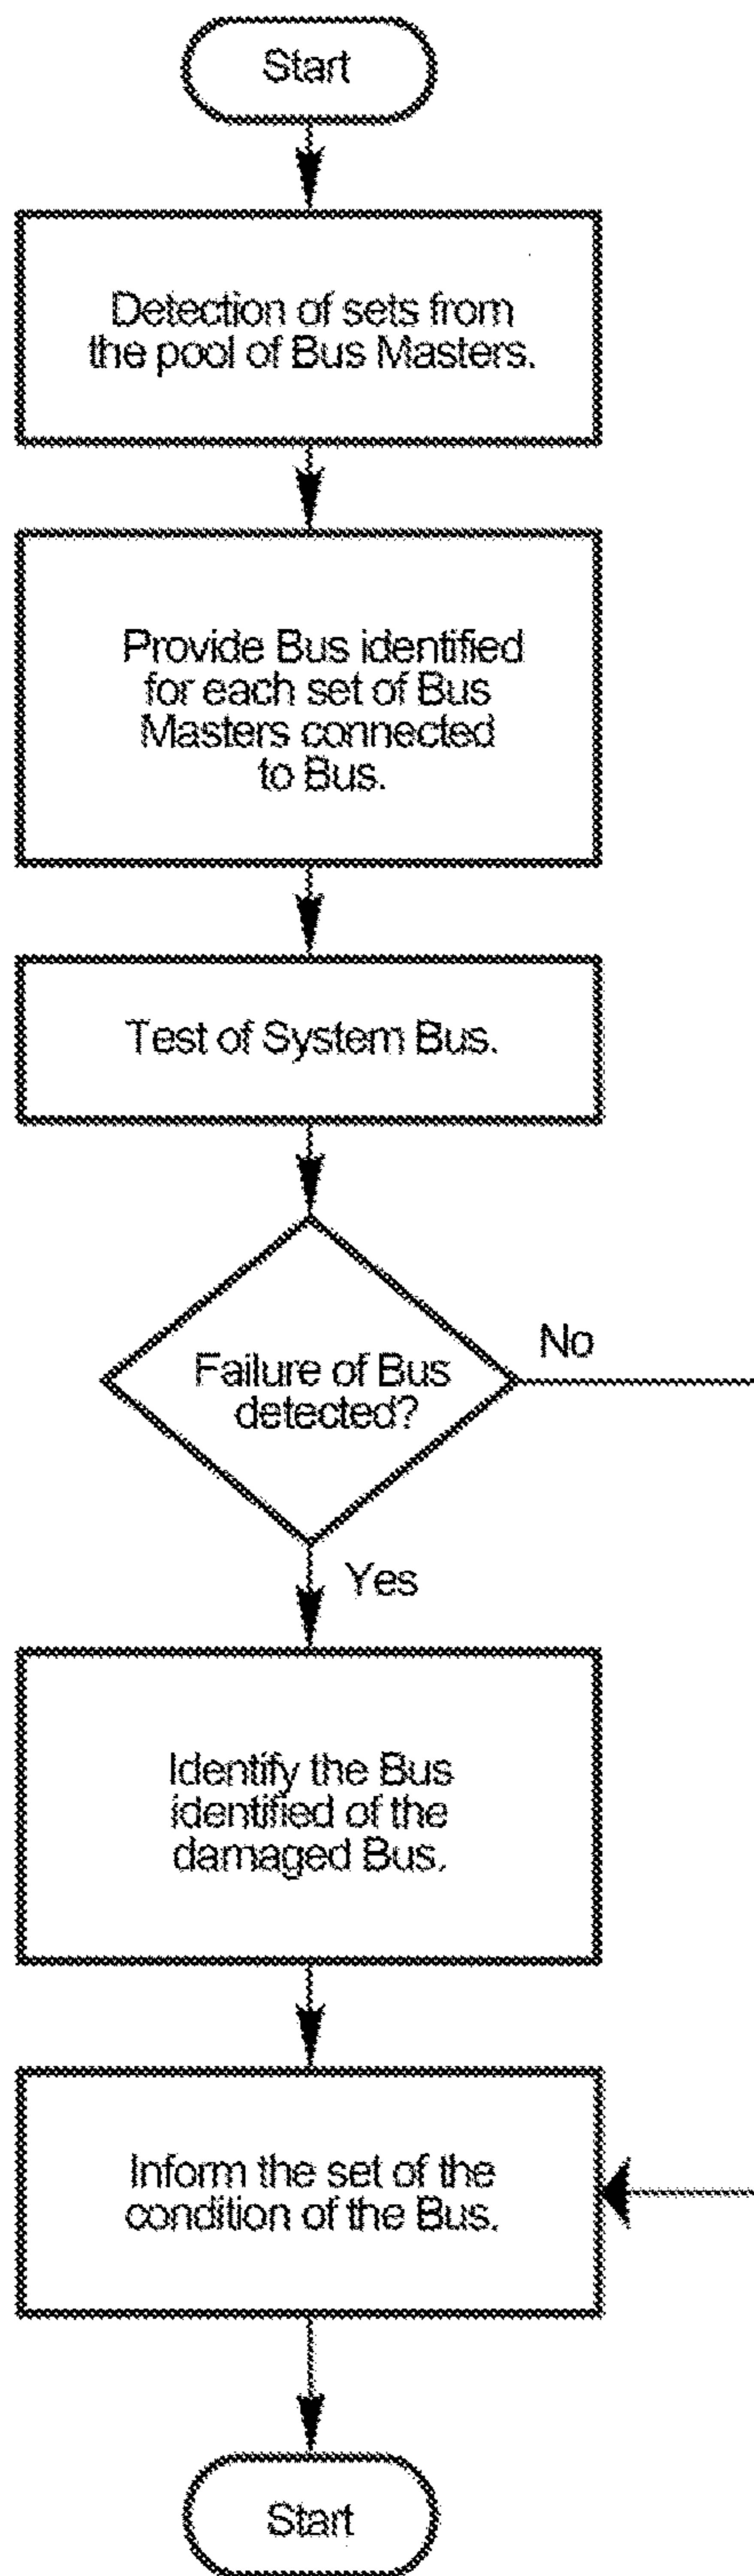 Start
Detection of sets from
the pool of Bus Masters.
Provide Bus identified
for each set of Bus
Masters connected
to Bus.
Test of System Bus.
Failure of Bus
detected?
No
Yes
Identify the Bus
identified of the
damaged Bus.
Inform the set of the
condition of the Bus.
Start